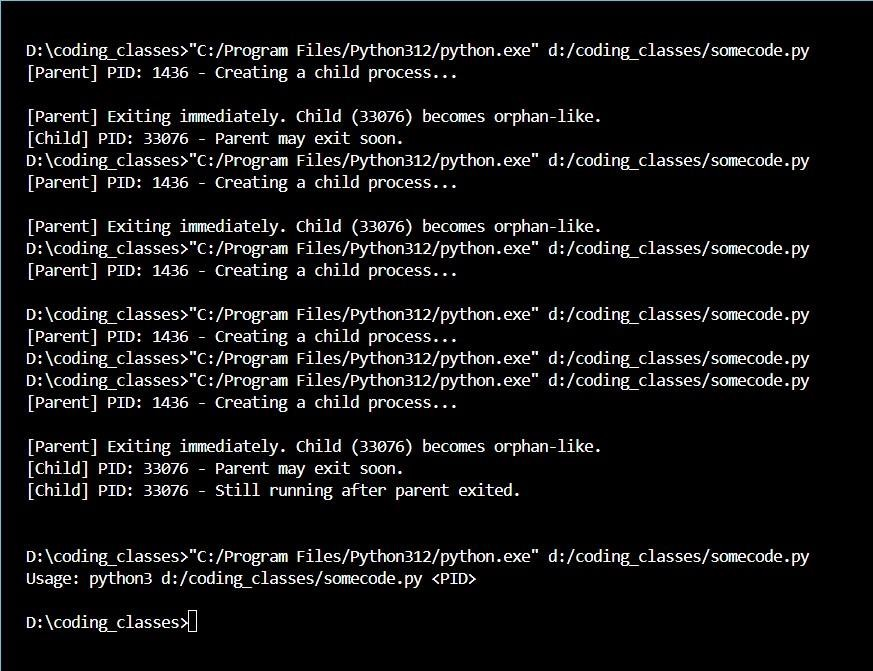 D:\coding_classes>"C:/Program Files/Python312/python.exe" d:/coding_classes/somecode.py
[Parent] PID: 1436 - Creating a child process...
[Parent] Exiting immediately. Child (33076) becomes orphan-like.
[Child] PID: 33076 - Parent may exit soon.
D:\coding_classes>"C:/Program Files/Python312/python.exe" d:/coding_classes/somecode.py
[Parent] PID: 1436 - Creating a child process...
[Parent] Exiting immediately. Child (33076) becomes orphan-like.
D:\coding_classes>"C:/Program Files/Python312/python.exe" d:/coding_classes/somecode.py
[Parent] PID: 1436 - Creating a child process...
D:\coding_classes>"C:/Program Files/Python312/python.exe" d:/coding_classes/somecode.py
[Parent] PID: 1436 - Creating a child process...
D:\coding_classes>"C:/Program Files/Python312/python.exe" d:/coding_classes/somecode.py
D:\coding_classes>"C:/Program Files/Python312/python.exe" d:/coding_classes/somecode.py
[Parent] PID: 1436 - Creating a child process...
[Parent] Exiting immediately. Child (33076) becomes orphan-like.
[Child] PID: 33076 - Parent may exit soon.
[Child] PID: 33076 - Still running after parent exited.
D:\coding_classes>"C:/Program Files/Python312/python.exe" d:/coding_classes/somecode.py
Usage: python3 d:/coding_classes/somecode.py <PID>
D:\coding_classes>